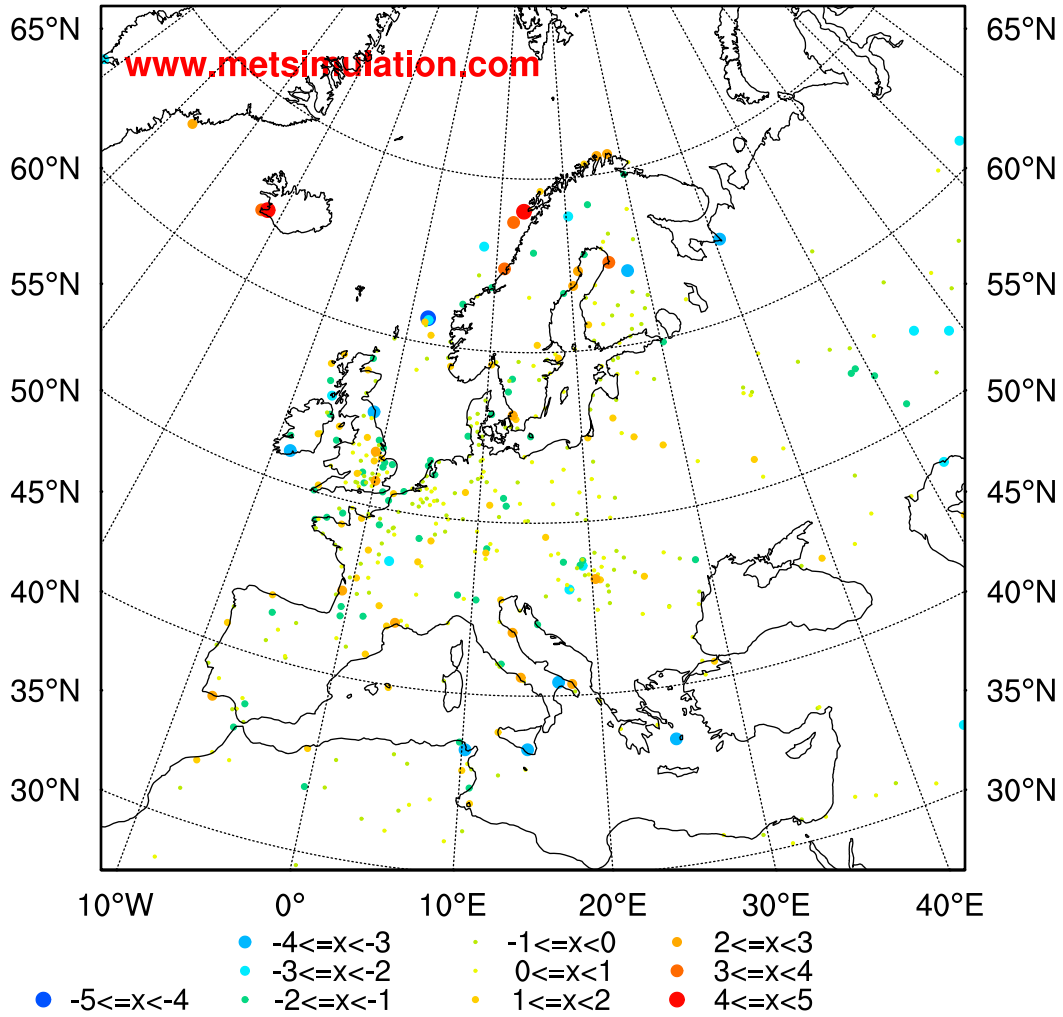 65°N 65°N
www.metsimulation.com
60°N 60°N
55°N 55°N
50°N 50°N
45°N 45°N
40°N 40°N
35°N 35°N
30°N 30°N
10°W 0° 10°E 20°E 30°E 40°E
-4<=x<-3 -1<=x<0 2<=x<3
-3<=x<-2 0<=x<1 3<=x<4
-5<=x<-4 -2<=x<-1 1<=x<2 4<=x<5